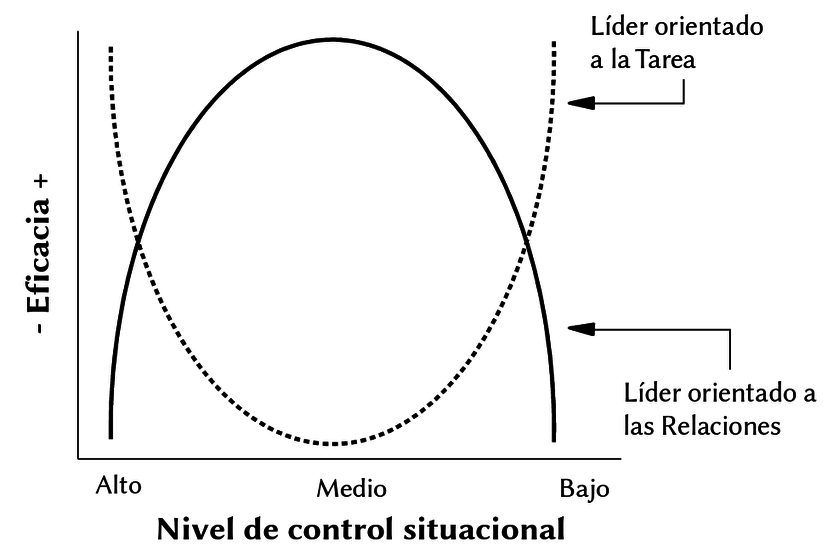 Líder orientado
a la Tarea
- Eficacia +
Líder orientado a
las Relaciones
Alto
Medio
Bajo
Nivel de control situacional